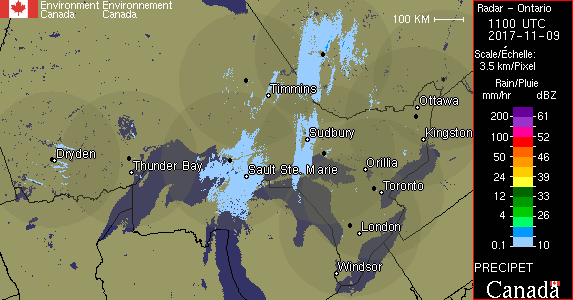 Environment Environnement
Canada Canada
100 KM
Timmins
Ottawa
Sudbury
Kingston
Dryden
Thunder Bay
Sault Ste. Marie
Orillia
Toronto
London
Windsor
Radar - Ontario
1100 UTC
2017-11-09
Scale/Échelle:
3.5 km/Pixel
Rain/Pluie
mm/hr dBZ
200 61
100 52
50 46
24 39
12 33
4 26
0.1 10
PRECIPET
Canada